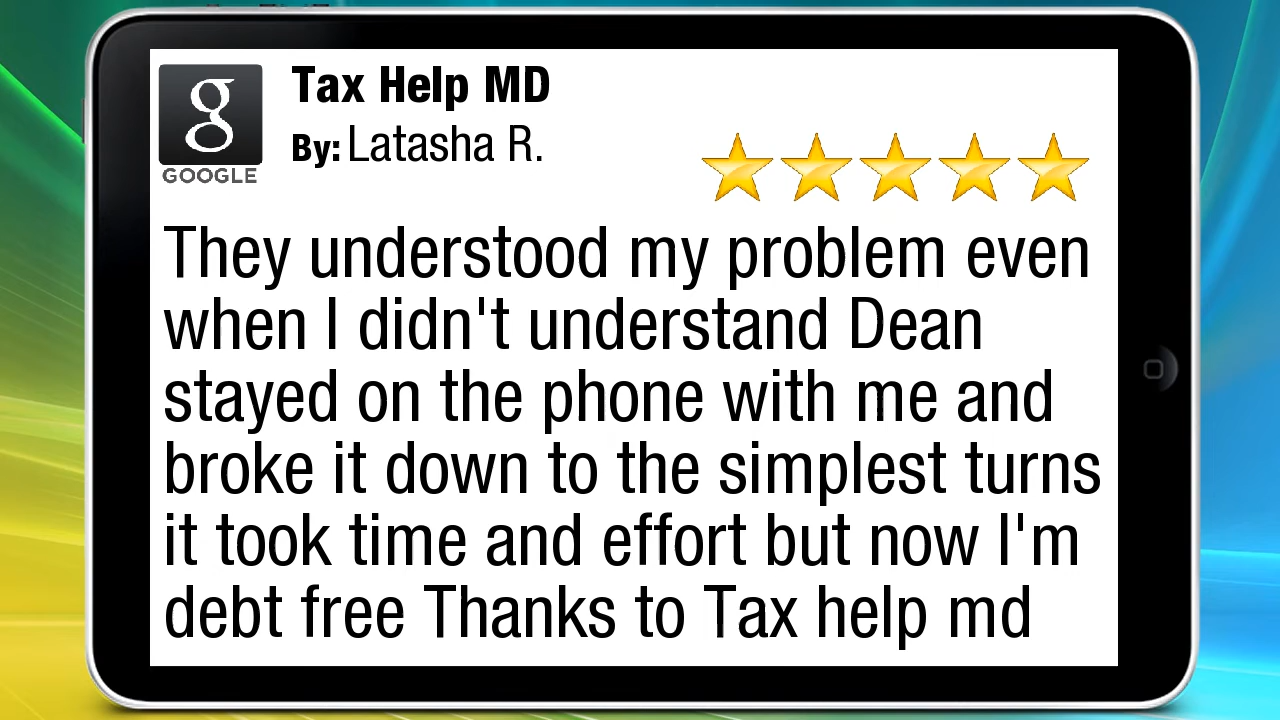 g
GOOGLE
Tax Help MD
By: Latasha R.
They understood my problem even
when I didn't understand Dean
stayed on the phone with me and
broke it down to the simplest turns
it took time and effort but now I'm
debt free Thanks to Tax help md